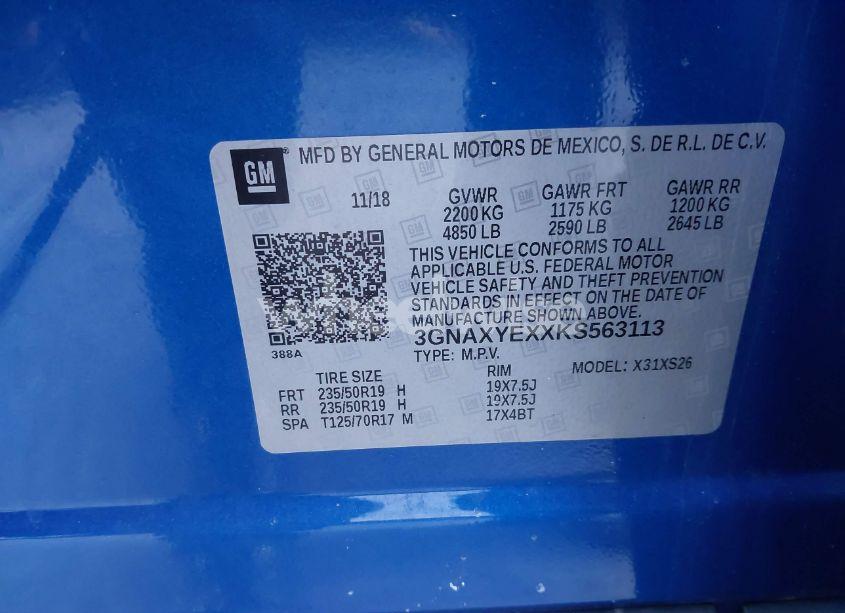 GM
MFD BY GENERAL MOTORS DE MEXICO, S. DE R.L. DE C.V.
11/18 GVWR GAWR FRT GAWR RR
2200 KG 1175 KG 1200 KG
4850 LB 2590 LB 2645 LB
THIS VEHICLE CONFORMS TO ALL
APPLICABLE U.S. FEDERAL MOTOR
VEHICLE SAFETY AND THEFT PREVENTION
STANDARDS IN EFFECT ON THE DATE OF
MANUFACTURE SHOWN ABOVE.
3GNAXYEXXKS563113
388A
TYPE: M.P.V. MODEL: X31XS26
TIRE SIZE RIM
FRT 235/50R19 H 19X7.5J
RR 235/50R19 H 19X7.5J
SPA T125/70R17 M 17X4BT